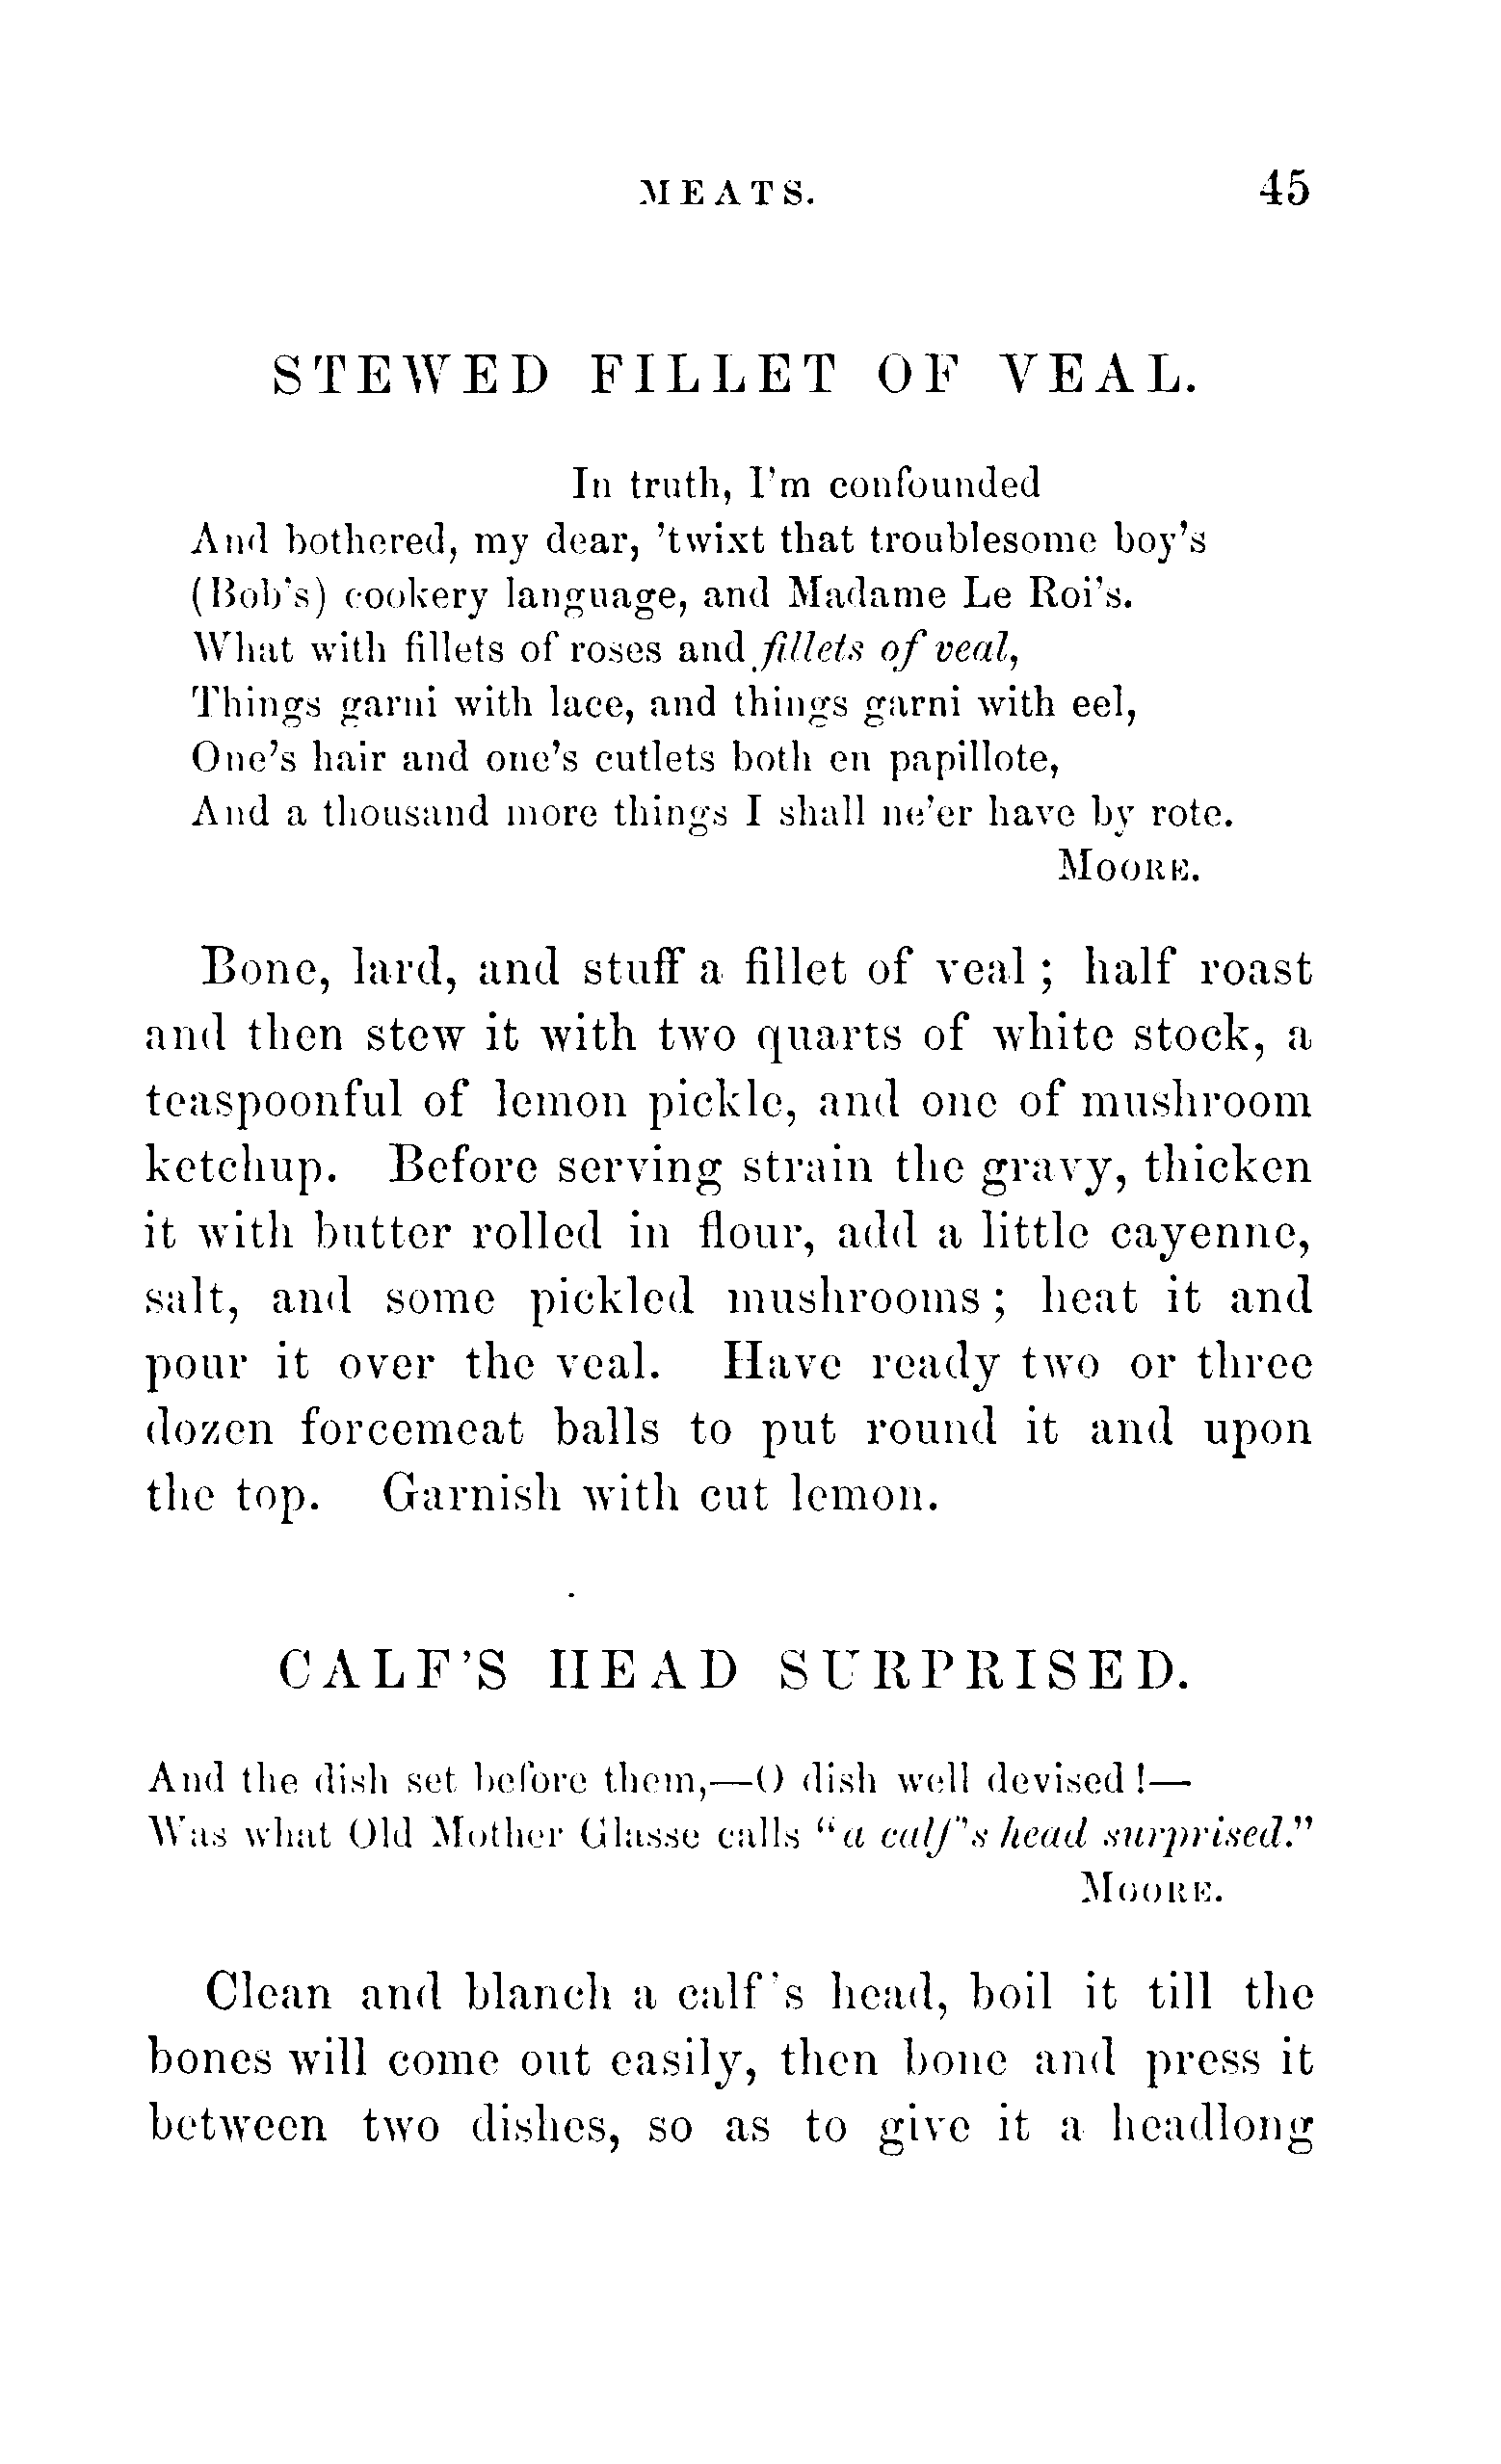 MEATS. 45
STEWED FILLET OF VEAL.
In truth, I'm confounded
And bothered, my dear, 'twixt that troublesome boy's
(Bob's) cookery language, and Madame Le Roi's.
What with fillets of roses and fillets of veal,
Things garni with lace, and things garni with eel,
One's hair and one's cutlets both en papillote,
And a thousand more things I shall ne'er have by rote.
MOORE.
Bone, lard, and stuff a fillet of veal; half roast
and then stew it with two quarts of white stock, a
teaspoonful of lemon pickle, and one of mushroom
ketchup. Before serving strain the gravy, thicken
it with butter rolled in flour, add a little cayenne,
salt, and some pickled mushrooms; heat it and
pour it over the veal. Have ready two or three
dozen forcemeat balls to put round it and upon
the top. Garnish with cut lemon.
CALF'S HEAD SURPRISED.
And the dish set before them,—O dish well devised!—
Was what Old Mother Glasse calls "a calf's head surprised."
MOORE.
Clean and blanch a calf's head, boil it till the
bones will come out easily, then bone and press it
between two dishes, so as to give it a headlong